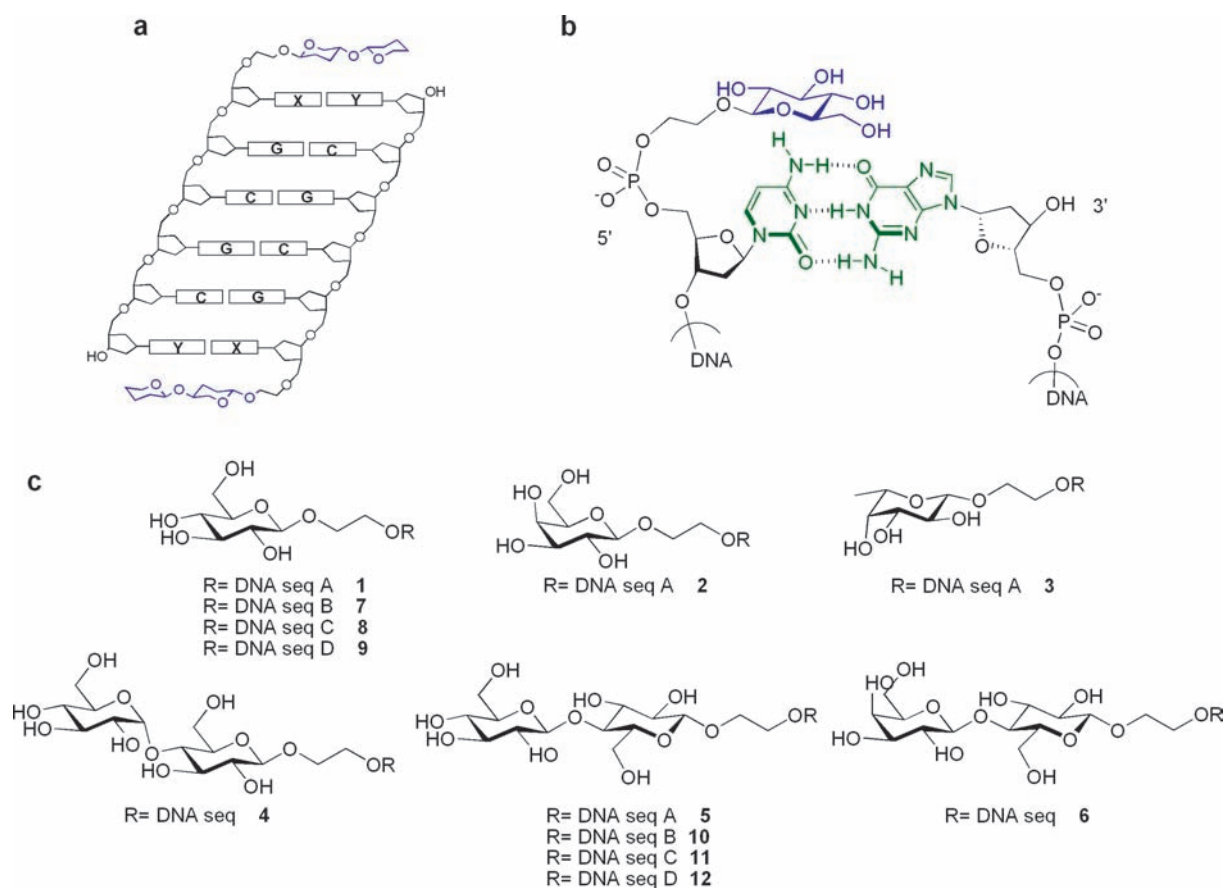 a
O O O O
X Y OH
G C
C G
G C
C G
HO Y X
O O O O
b
OH
HO OH
O O OH
O OH
H
O N H O N
O P
-O O N H N N
5' O N N O OH 3'
O H N O
H O O-
O P O
DNA O
DNA
c
OH
HO O O
HO OH OR
R= DNA seq A 1
R= DNA seq B 7
R= DNA seq C 8
R= DNA seq D 9
HO OH
O O
HO OH OR
R= DNA seq A 2
O O OR
OH
OH
HO
R= DNA seq A 3
OH
HO O OH
HO
HO O O O
HO OH OR
R= DNA seq 4
OH HO OH
HO O O O OR
HO HO O
OH
R= DNA seq A 5
R= DNA seq B 10
R= DNA seq C 11
R= DNA seq D 12
OH
HO HO OH
O O O OR
HO HO O
OH
R= DNA seq 6